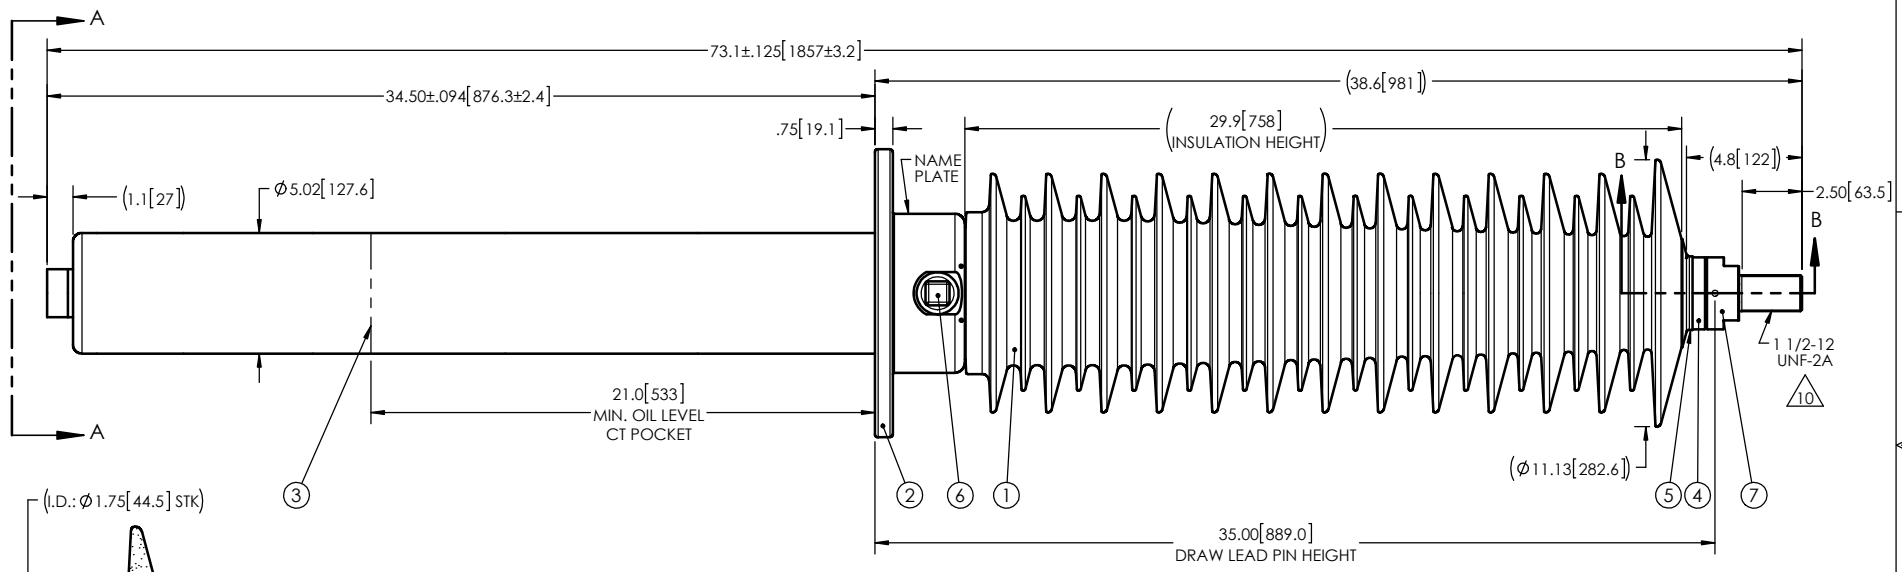 A
73.1±.125[1857±3.2]
(38.6[981])
34.50±.094[876.3±2.4]
.75[19.1]
(29.9[758]
INSULATION HEIGHT)
NAME
PLATE
B
(4.8[122])
(1.1[27])
Ø5.02[127.6]
2.50[63.5]
B
1 1/2-12
UNF-2A
10
21.0[533]
MIN. OIL LEVEL
CT POCKET
A
(Ø11.13[282.6])
(I.D.: Ø1.75[44.5] STK)
3
2
6
1
5
4
7
35.00[889.0]
DRAW LEAD PIN HEIGHT